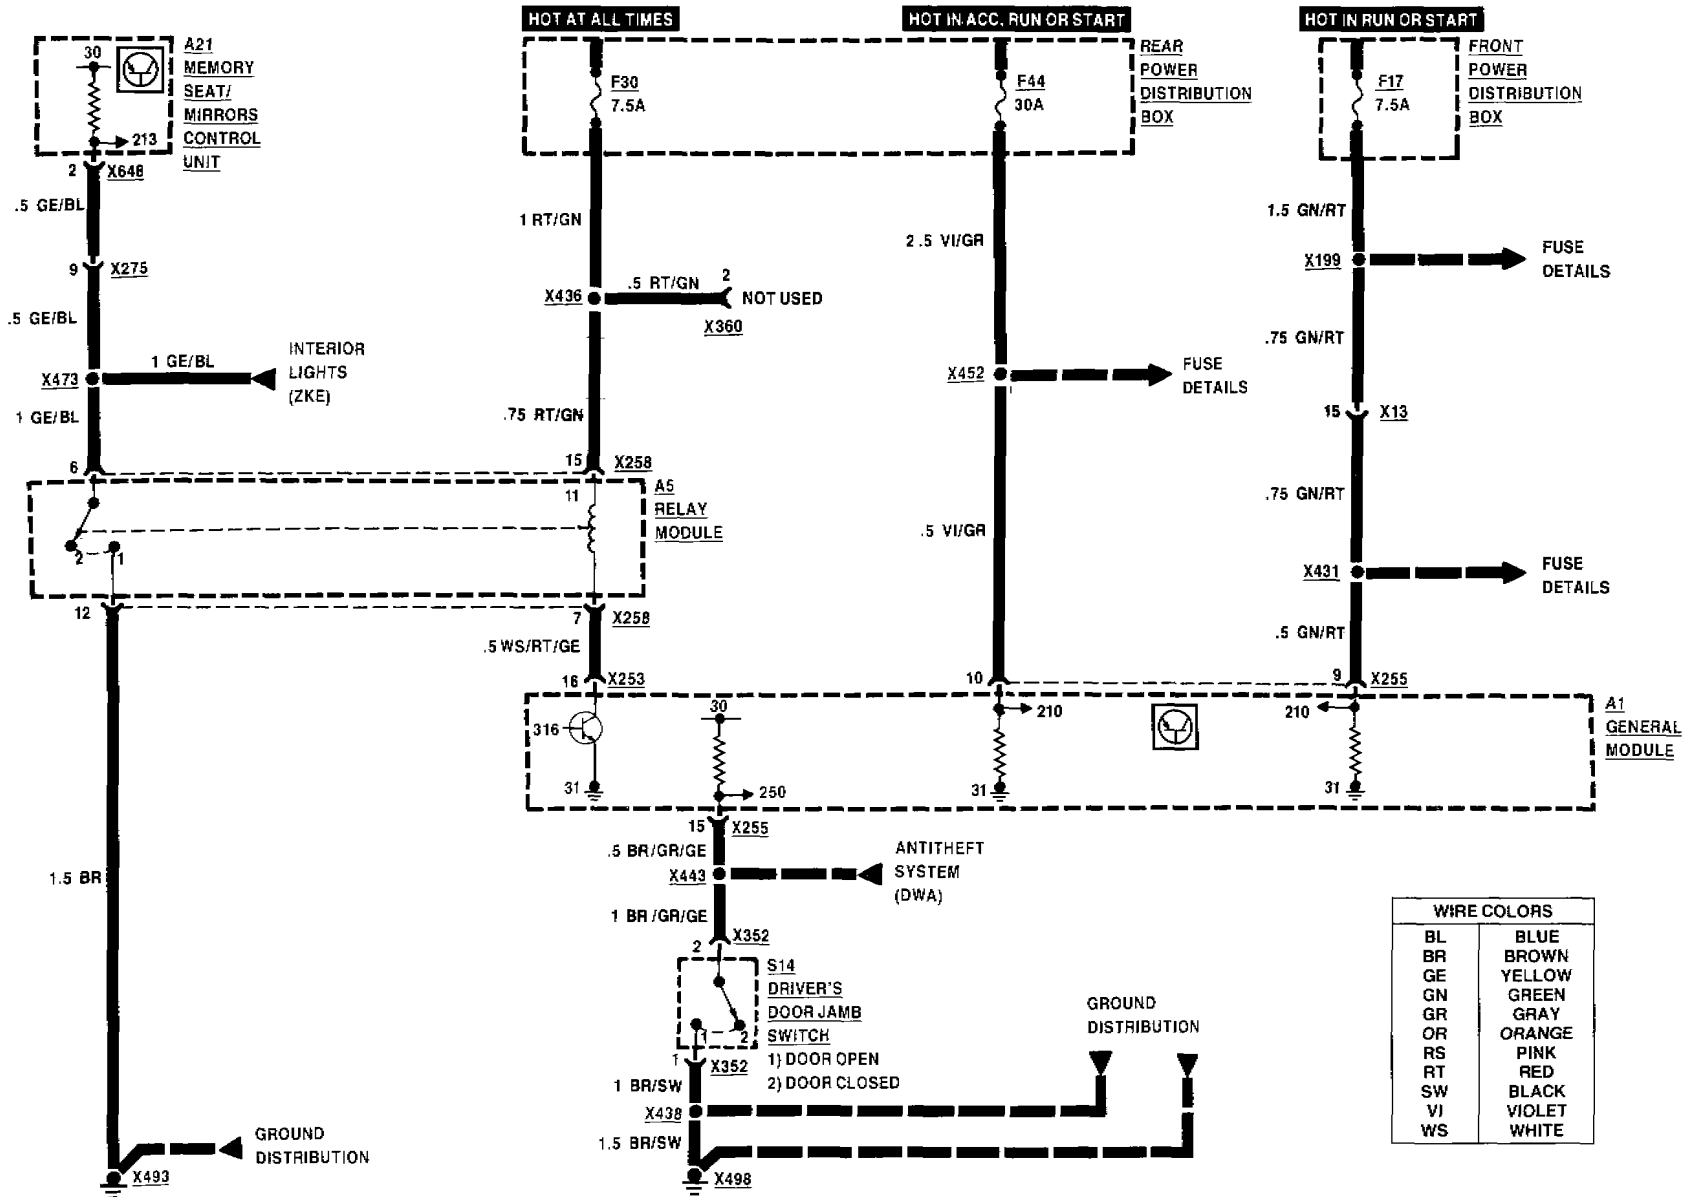 HOT AT ALL TIMES
HOT IN ACC, RUN OR START
HOT IN RUN OR START
30
A21
MEMORY
SEAT/
MIRRORS
CONTROL
UNIT
213
2
X648
.5 GE/BL
9
X275
.5 GE/BL
X473
1 GE/BL
INTERIOR
LIGHTS
(ZKE)
1 GE/BL
6
F30
7.5A
F44
30A
REAR
POWER
DISTRIBUTION
BOX
F17
7.5A
FRONT
POWER
DISTRIBUTION
BOX
1 RT/GN
X436
.5 RT/GN
2
NOT USED
X360
.75 RT/GN
15
X258
2.5 VI/GR
X452
FUSE
DETAILS
.5 VI/GR
10
1.5 GN/RT
X199
FUSE
DETAILS
.75 GN/RT
15
X13
.75 GN/RT
X431
FUSE
DETAILS
.5 GN/RT
9
X255
11
A5
RELAY
MODULE
2
1
12
7
X258
.5 WS/RT/GE
16
X253
316
31
30
250
210
31
210
31
A1
GENERAL
MODULE
15
X255
.5 BR/GR/GE
X443
ANTITHEFT
SYSTEM
(DWA)
1 BR/GR/GE
2
X352
1
2
S14
DRIVER'S
DOOR JAMB
SWITCH
1) DOOR OPEN
2) DOOR CLOSED
1
X352
1 BR/SW
X438
1.5 BR/SW
X498
GROUND
DISTRIBUTION
1.5 BR
X493
GROUND
DISTRIBUTION
WIRE COLORS
BL BLUE
BR BROWN
GE YELLOW
GN GREEN
GR GRAY
OR ORANGE
RS PINK
RT RED
SW BLACK
VI VIOLET
WS WHITE